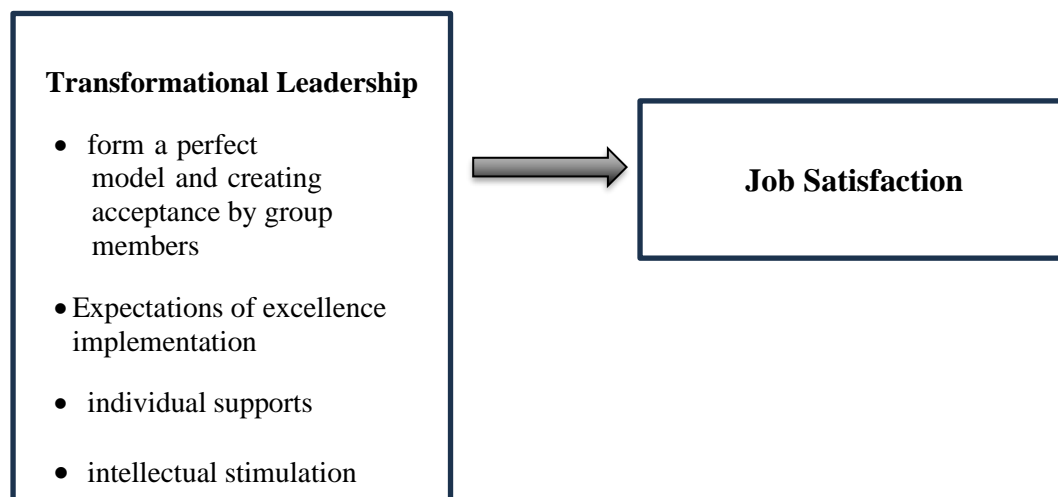 Transformational Leadership
• form a perfect
model and creating
acceptance by group
members
• Expectations of excellence
implementation
• individual supports
• intellectual stimulation
Job Satisfaction